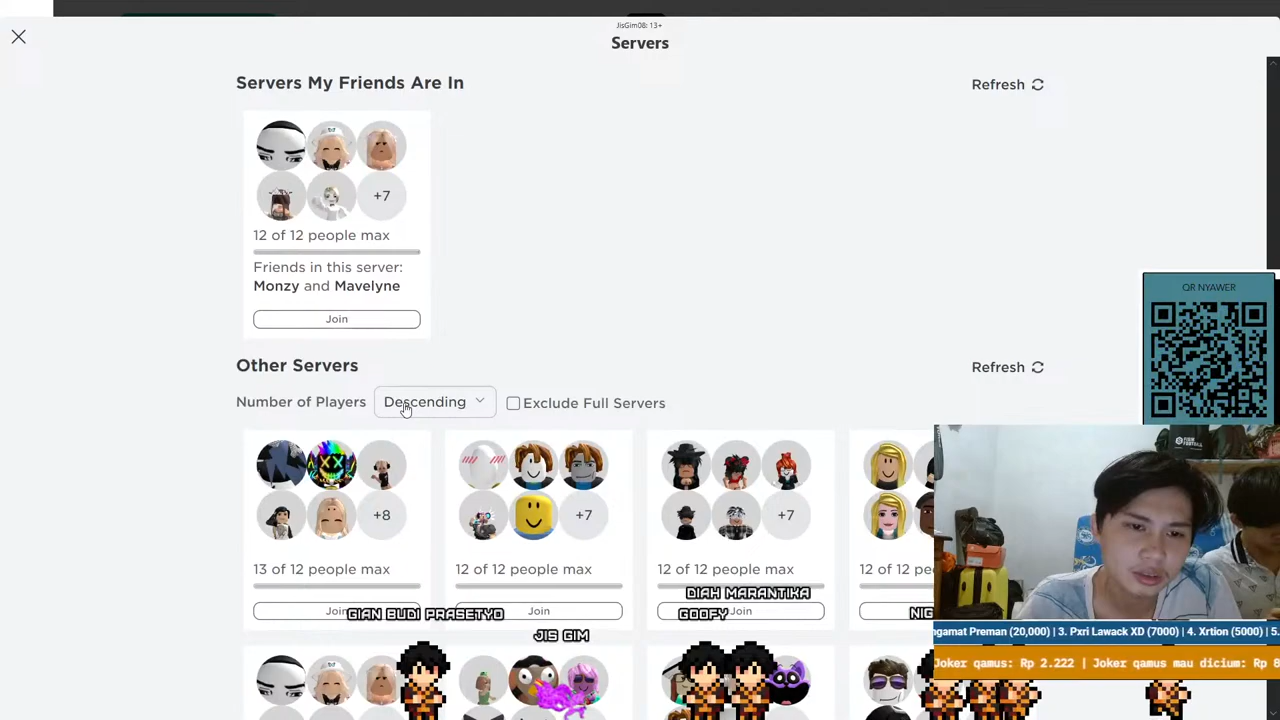 JisGim08: 13+
Servers
Servers My Friends Are In
Refresh
+7
12 of 12 people max
Friends in this server:
Monzy and Mavelyne
Join
QR NYAWER
Other Servers
Refresh
Number of Players
Descending
Exclude Full Servers
+8
+7
+7
13 of 12 people max
12 of 12 people max
12 of 12 people max
12 of 12 pe
DIAH MARANTIKA
GIAN BUDI PRASETYO
Join
GOOFY
Join
NIG
JIS GIM
ngamat Preman (20,000) | 3. Pxri Lawack XD (7000) | 4. Xrtion (5000) | 5.
Joker qamus: Rp 2.222 | Joker qamus mau dicium: Rp 8